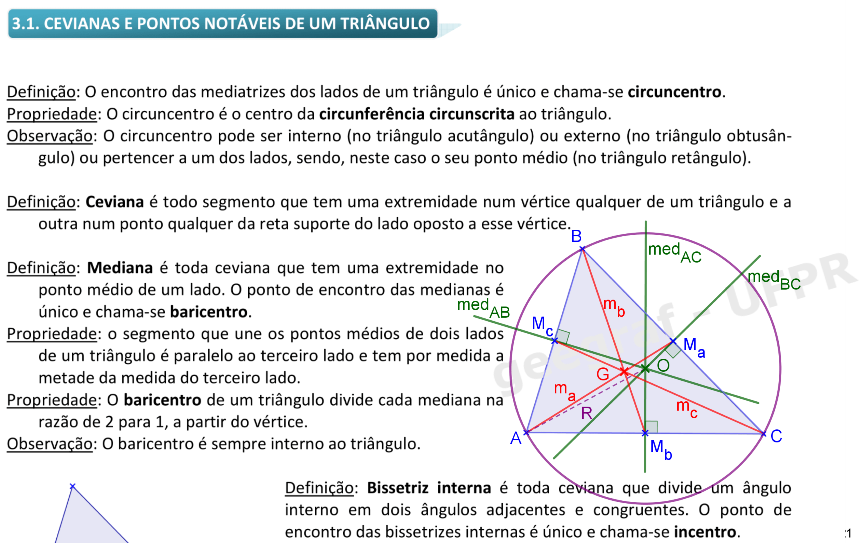 3.1. CEVIANAS E PONTOS NOTÁVEIS DE UM TRIÂNGULO
Definição: O encontro das mediatrizes dos lados de um triângulo é único e chama-se circuncentro.
Propriedade: O circuncentro é o centro da circunferência circunscrita ao triângulo.
Observação: O circuncentro pode ser interno (no triângulo acutângulo) ou externo (no triângulo obtusân-
gulo) ou pertencer a um dos lados, sendo, neste caso o seu ponto médio (no triângulo retângulo).
Definição: Ceviana é todo segmento que tem uma extremidade num vértice qualquer de um triângulo e a
outra num ponto qualquer da reta suporte do lado oposto a esse vértice.
Definição: Mediana é toda ceviana que tem uma extremidade no
ponto médio de um lado. O ponto de encontro das medianas é
único e chama-se baricentro.
Propriedade: o segmento que une os pontos médios de dois lados
de um triângulo é paralelo ao terceiro lado e tem por medida a
metade da medida do terceiro lado.
Propriedade: O baricentro de um triângulo divide cada mediana na
razão de 2 para 1, a partir do vértice.
Observação: O baricentro é sempre interno ao triângulo.
B
med AC
med BC
med AB
Mc
mb
Ma
G
O
ma
R
mc
A
Mb
C
- UFPR
Definição: Bissetriz interna é toda ceviana que divide um ângulo
interno em dois ângulos adjacentes e congruentes. O ponto de
encontro das bissetrizes internas é único e chama-se incentro.